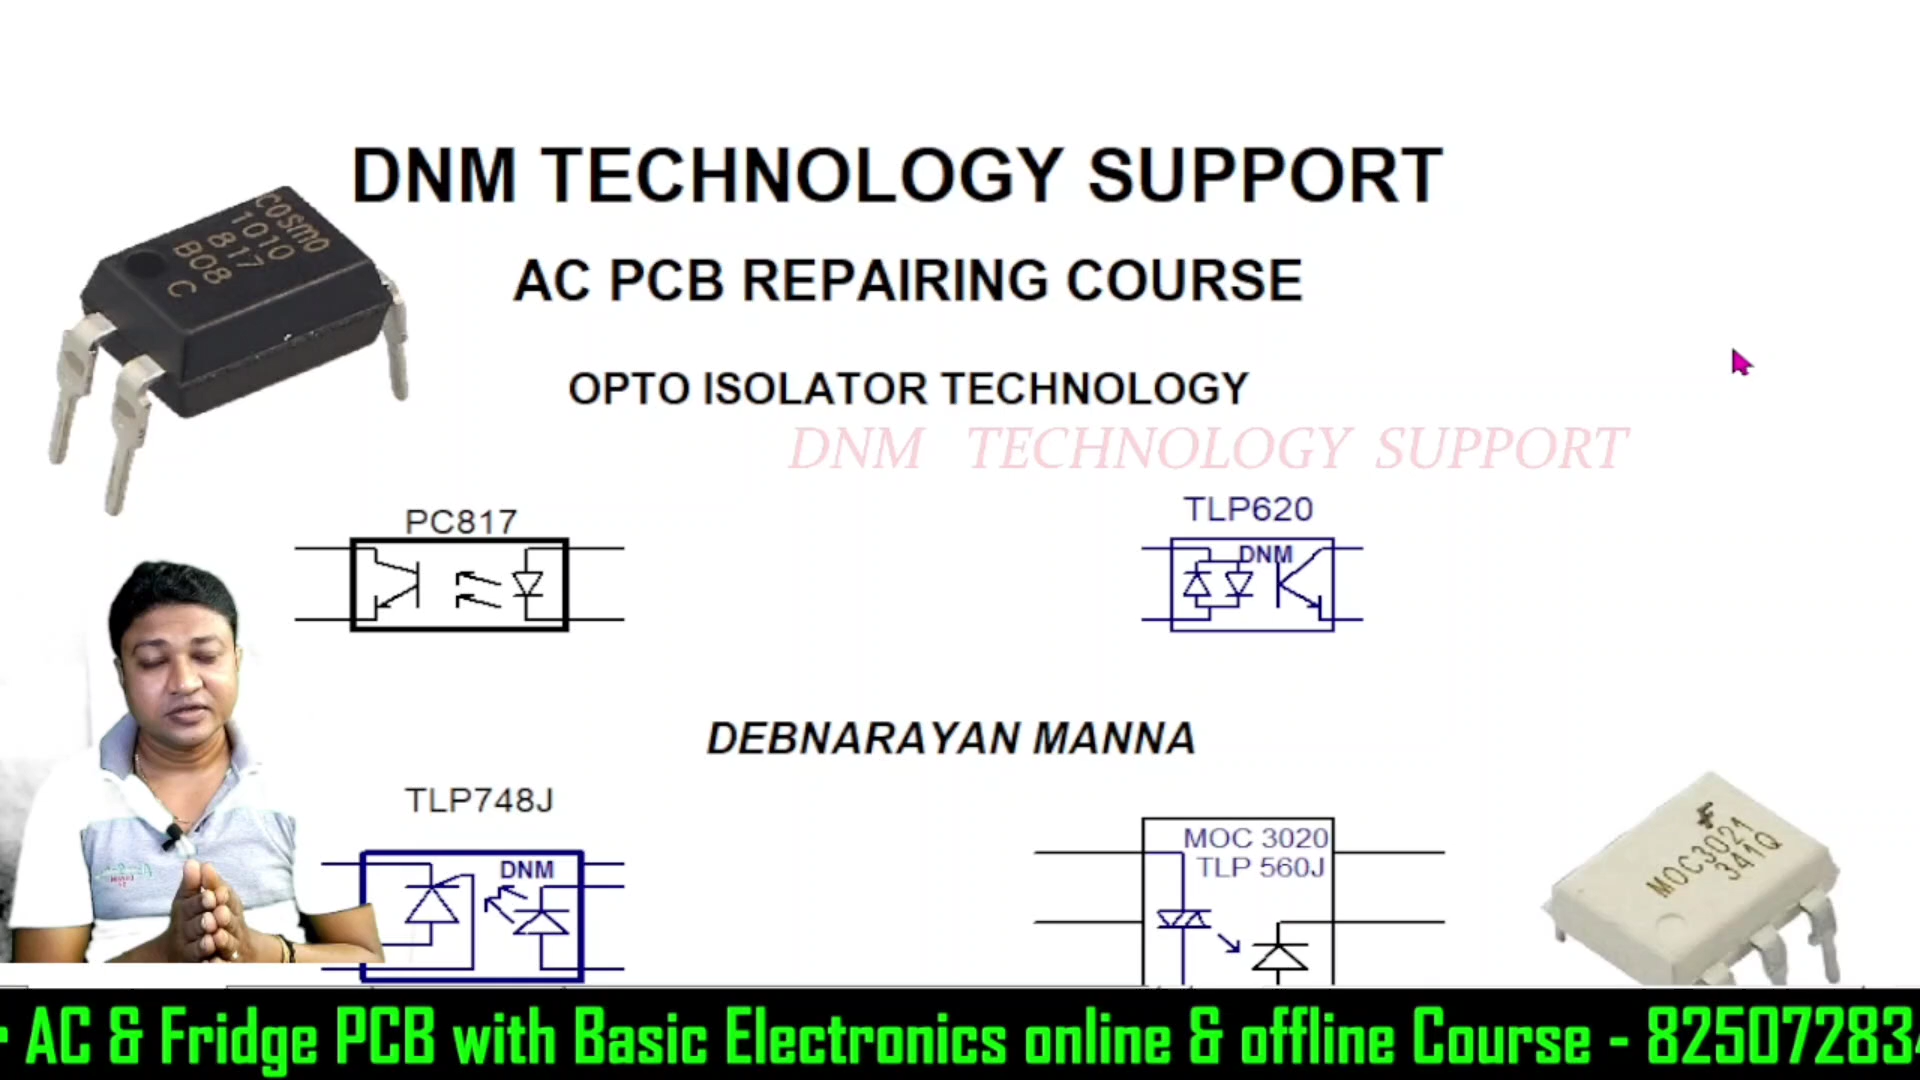 DNM TECHNOLOGY SUPPORT
AC PCB REPAIRING COURSE
OPTO ISOLATOR TECHNOLOGY
DNM TECHNOLOGY SUPPORT
COSMO
1010
817
B08
C
PC817
TLP620
DNM
DEBNARAYAN MANNA
TLP748J
DNM
MOC 3020
TLP 560J
MOC3021
341Q
AC & Fridge PCB with Basic Electronics online & offline Course - 825072834